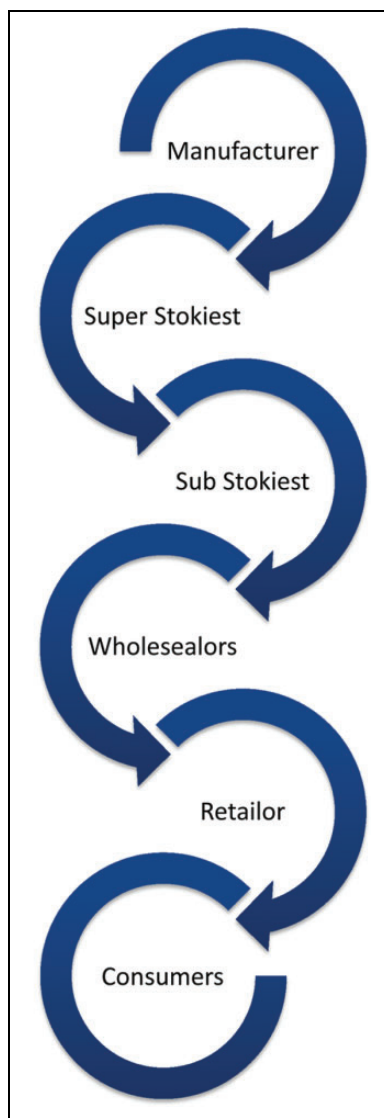 Manufacturer
Super Stokiest
Sub Stokiest
Wholesealors
Retailor
Consumers